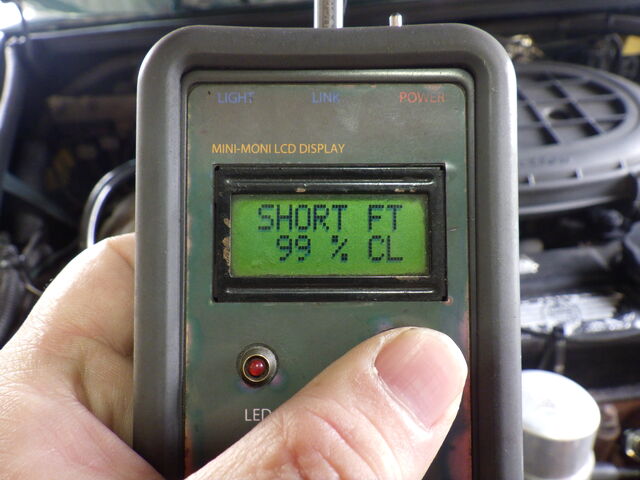 LIGHT LINK POWER
MINI-MONI LCD DISPLAY
SHORT FT
99 % CL
LED